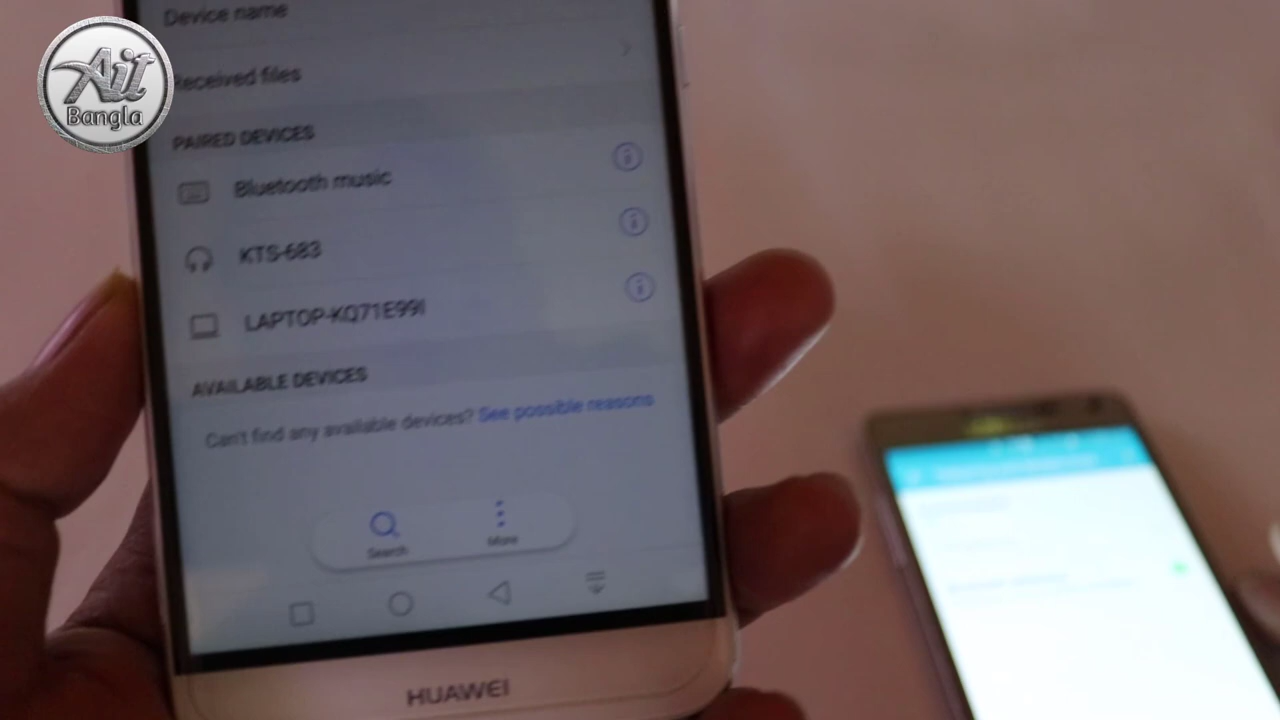 Ait
Bangla
Device name
Received files
PAIRED DEVICES
Bluetooth music
KTS-683
LAPTOP-KQ71E99I
AVAILABLE DEVICES
Can't find any available devices? See possible reasons
Search
More
HUAWEI